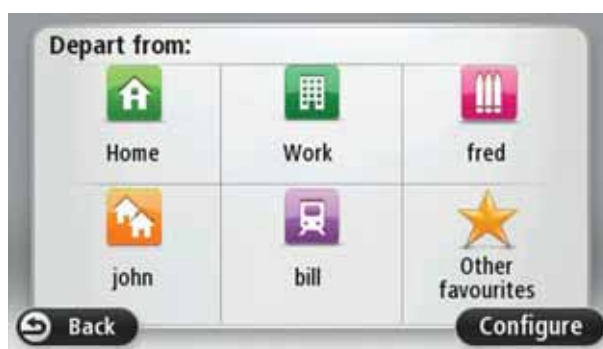 Depart from:
Home
Work
fred
john
bill
Other
favourites
Back
Configure